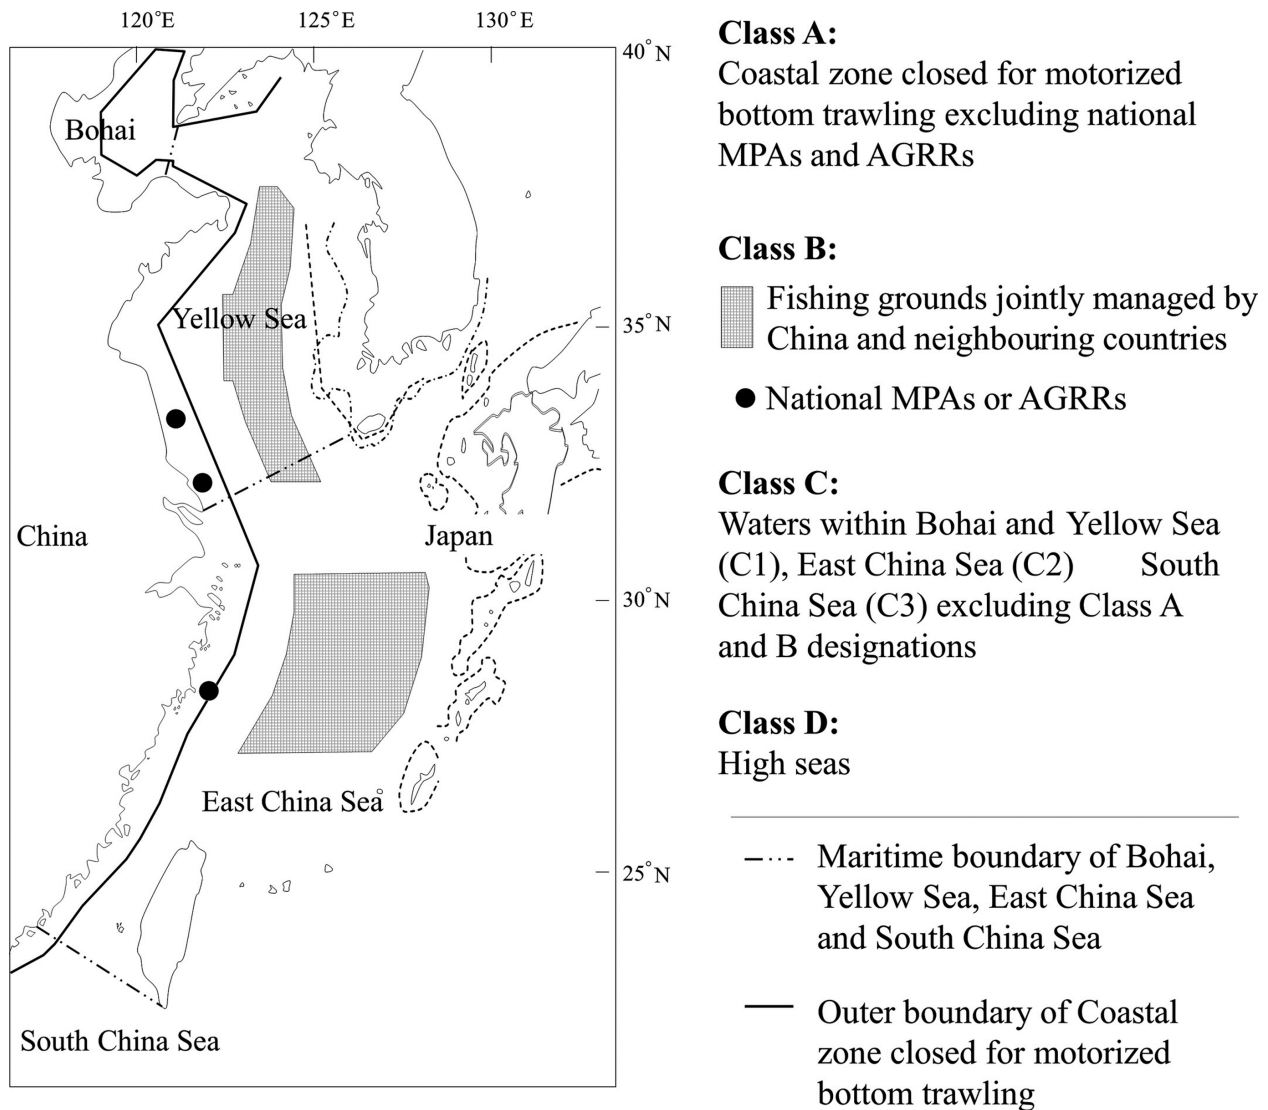 120°E
125°E
130°E
40°N
Bohai
Yellow Sea
35°N
China
Japan
30°N
East China Sea
25°N
South China Sea
Class A:
Coastal zone closed for motorized
bottom trawling excluding national
MPAs and AGRRs
Class B:
Fishing grounds jointly managed by
China and neighbouring countries
National MPAs or AGRRs
Class C:
Waters within Bohai and Yellow Sea
(C1), East China Sea (C2) South
China Sea (C3) excluding Class A
and B designations
Class D:
High seas
Maritime boundary of Bohai,
Yellow Sea, East China Sea
and South China Sea
Outer boundary of Coastal
zone closed for motorized
bottom trawling